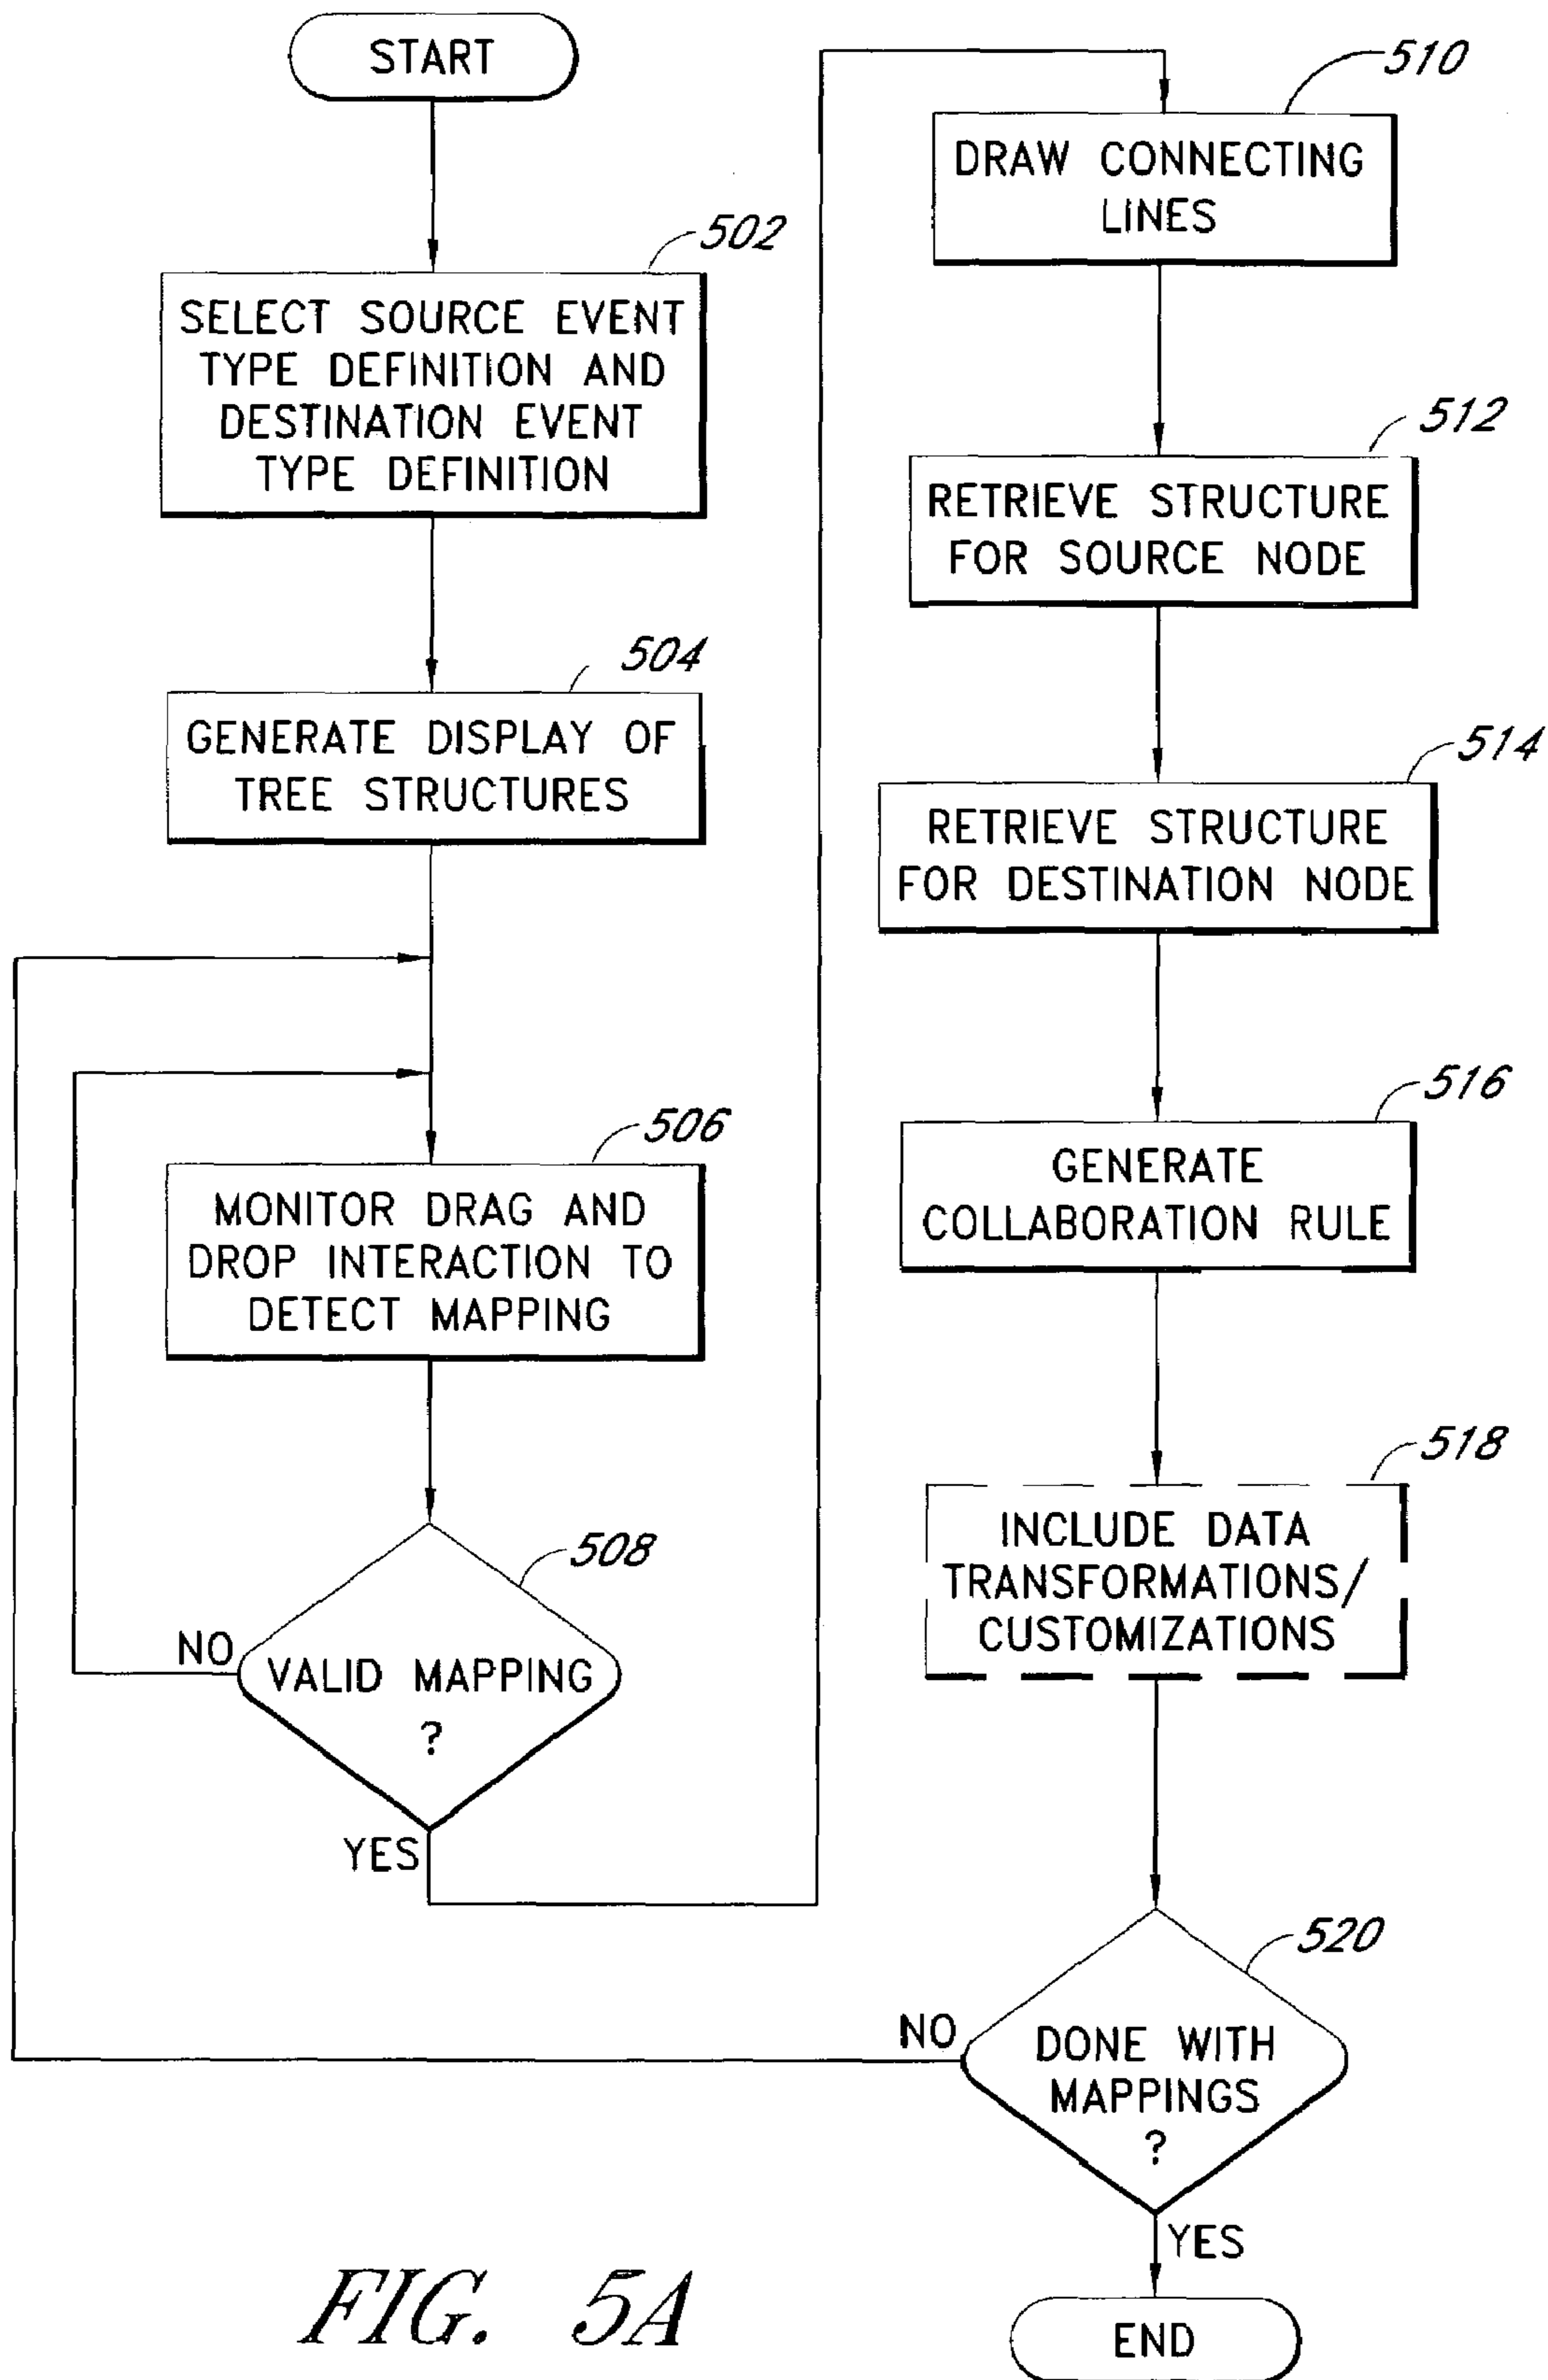 START
502
SELECT SOURCE EVENT
TYPE DEFINITION AND
DESTINATION EVENT
TYPE DEFINITION
504
GENERATE DISPLAY OF
TREE STRUCTURES
506
MONITOR DRAG AND
DROP INTERACTION TO
DETECT MAPPING
508
NO
VALID MAPPING
?
YES
510
DRAW CONNECTING
LINES
512
RETRIEVE STRUCTURE
FOR SOURCE NODE
514
RETRIEVE STRUCTURE
FOR DESTINATION NODE
516
GENERATE
COLLABORATION RULE
518
INCLUDE DATA
TRANSFORMATIONS/
CUSTOMIZATIONS
520
NO
DONE WITH
MAPPINGS
?
YES
END
FIG. 5A